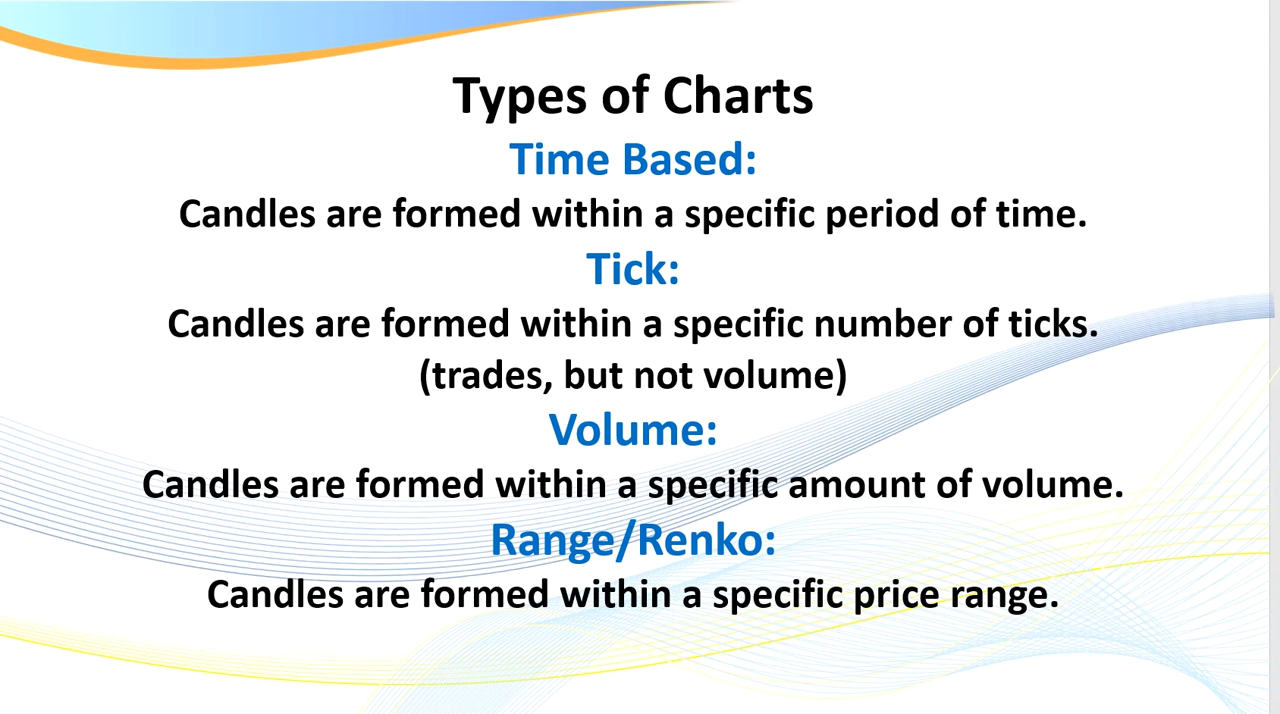 Types of Charts
Time Based:
Candles are formed within a specific period of time.
Tick:
Candles are formed within a specific number of ticks.
(trades, but not volume)
Volume:
Candles are formed within a specific amount of volume.
Range/Renko:
Candles are formed within a specific price range.